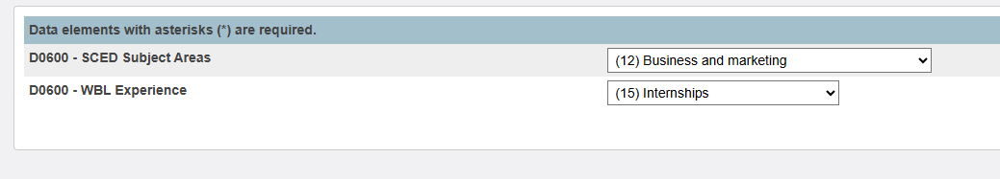 Data elements with asterisks (*) are required.
D0600 - SCED Subject Areas (12) Business and marketing
D0600 - WBL Experience (15) Internships